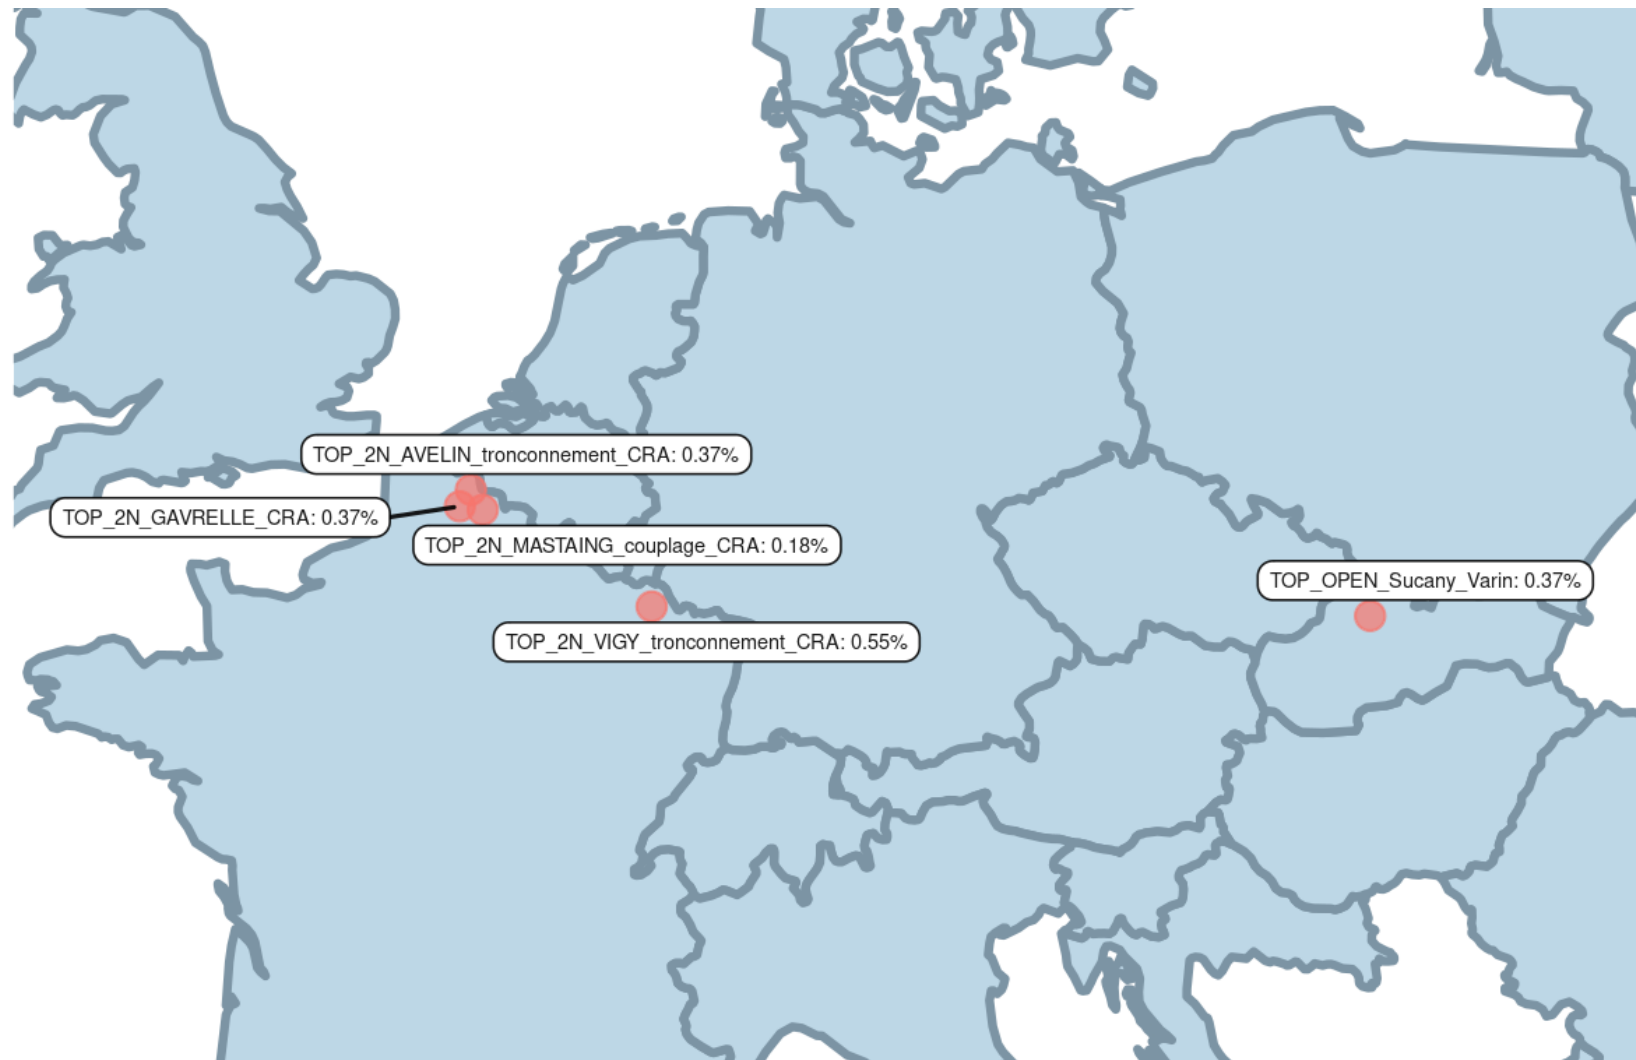 TOP_2N_AVELIN_tronconnement_CRA: 0.37%
TOP_2N_GAVRELLE_CRA: 0.37%
TOP_2N_MASTAING_couplage_CRA: 0.18%
TOP_OPEN_Sucany_Varin: 0.37%
TOP_2N_VIGY_tronconnement_CRA: 0.55%